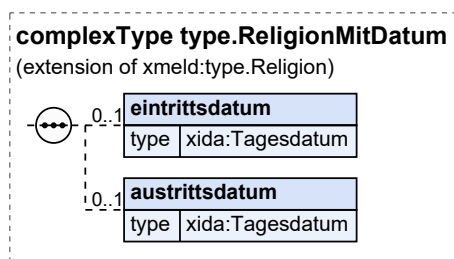 complexType type.ReligionMitDatum
(extension of xmeld:type.Religion)
0..1
eintrittsdatum
type xida:Tagesdatum
0..1
austrittsdatum
type xida:Tagesdatum